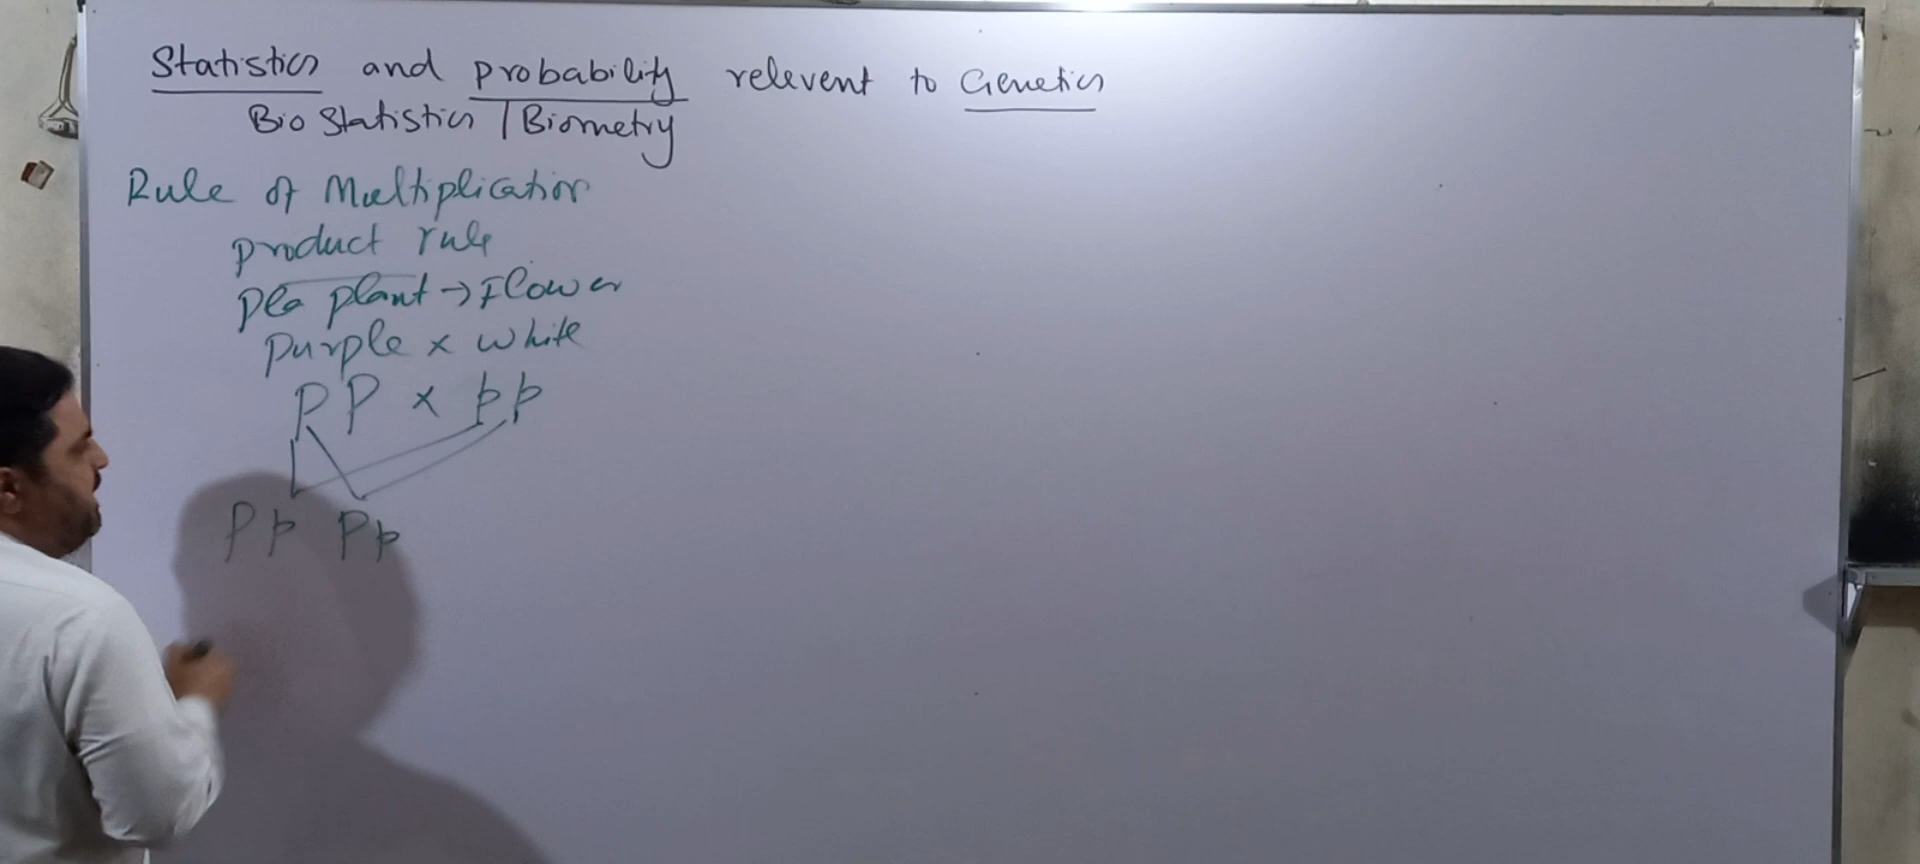 Statistics and probability relevent to Genetics
Bio Statistics / Biometry
Rule of Multiplication
product rule
pea plant → Flower
purple × white
PP × pp
Pp Pp